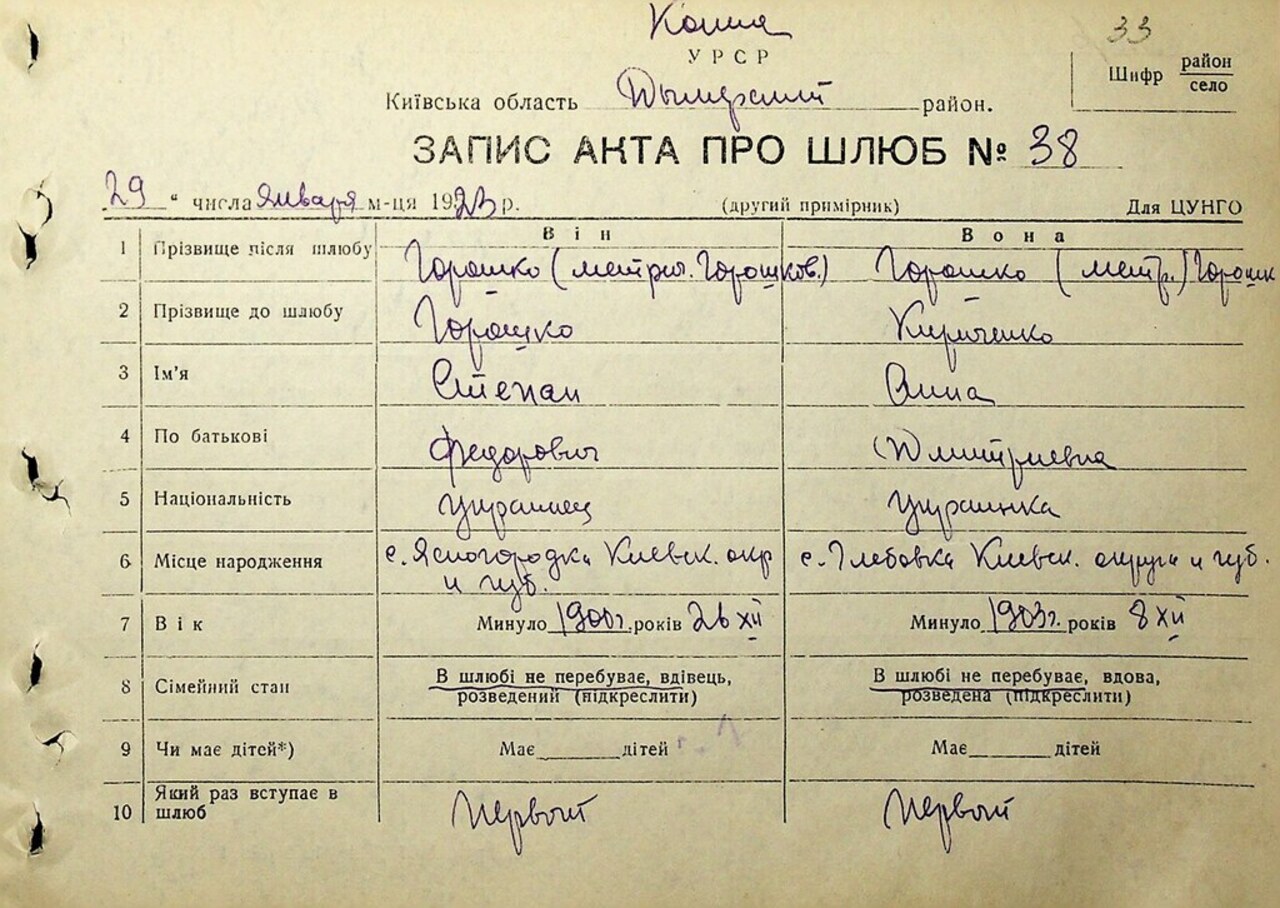 Копия
33
УРСР
Шифр район село
Київська область Дымерский район.
ЗАПИС АКТА ПРО ШЛЮБ № 38
29 " числа Января м-ця 1923 р. (другий примірник) Для ЦУНГО
Він Вона
1 Прізвище після шлюбу Горошко (метрич. Горошков.) Горошко (метр.) Горошк
2 Прізвище до шлюбу Горошко Кириченко
3 Ім'я Степан Анна
4 По батькові Федорович Дмитриевна
5 Національність Украинец Украинка
6 Місце народження с. Ясногородка Киевск. окр с. Глебовка Киевск. округа и губ.
и губ.
7 Вік Минуло 1900г. років 26 XII Минуло 1903г. років 8 XII
8 Сімейний стан В шлюбі не перебуває, вдівець, В шлюбі не перебуває, вдова,
розведений (підкреслити) розведена (підкреслити)
9 Чи має дітей*) Має дітей Має дітей
10 Який раз вступає в
шлюб Первый Первый